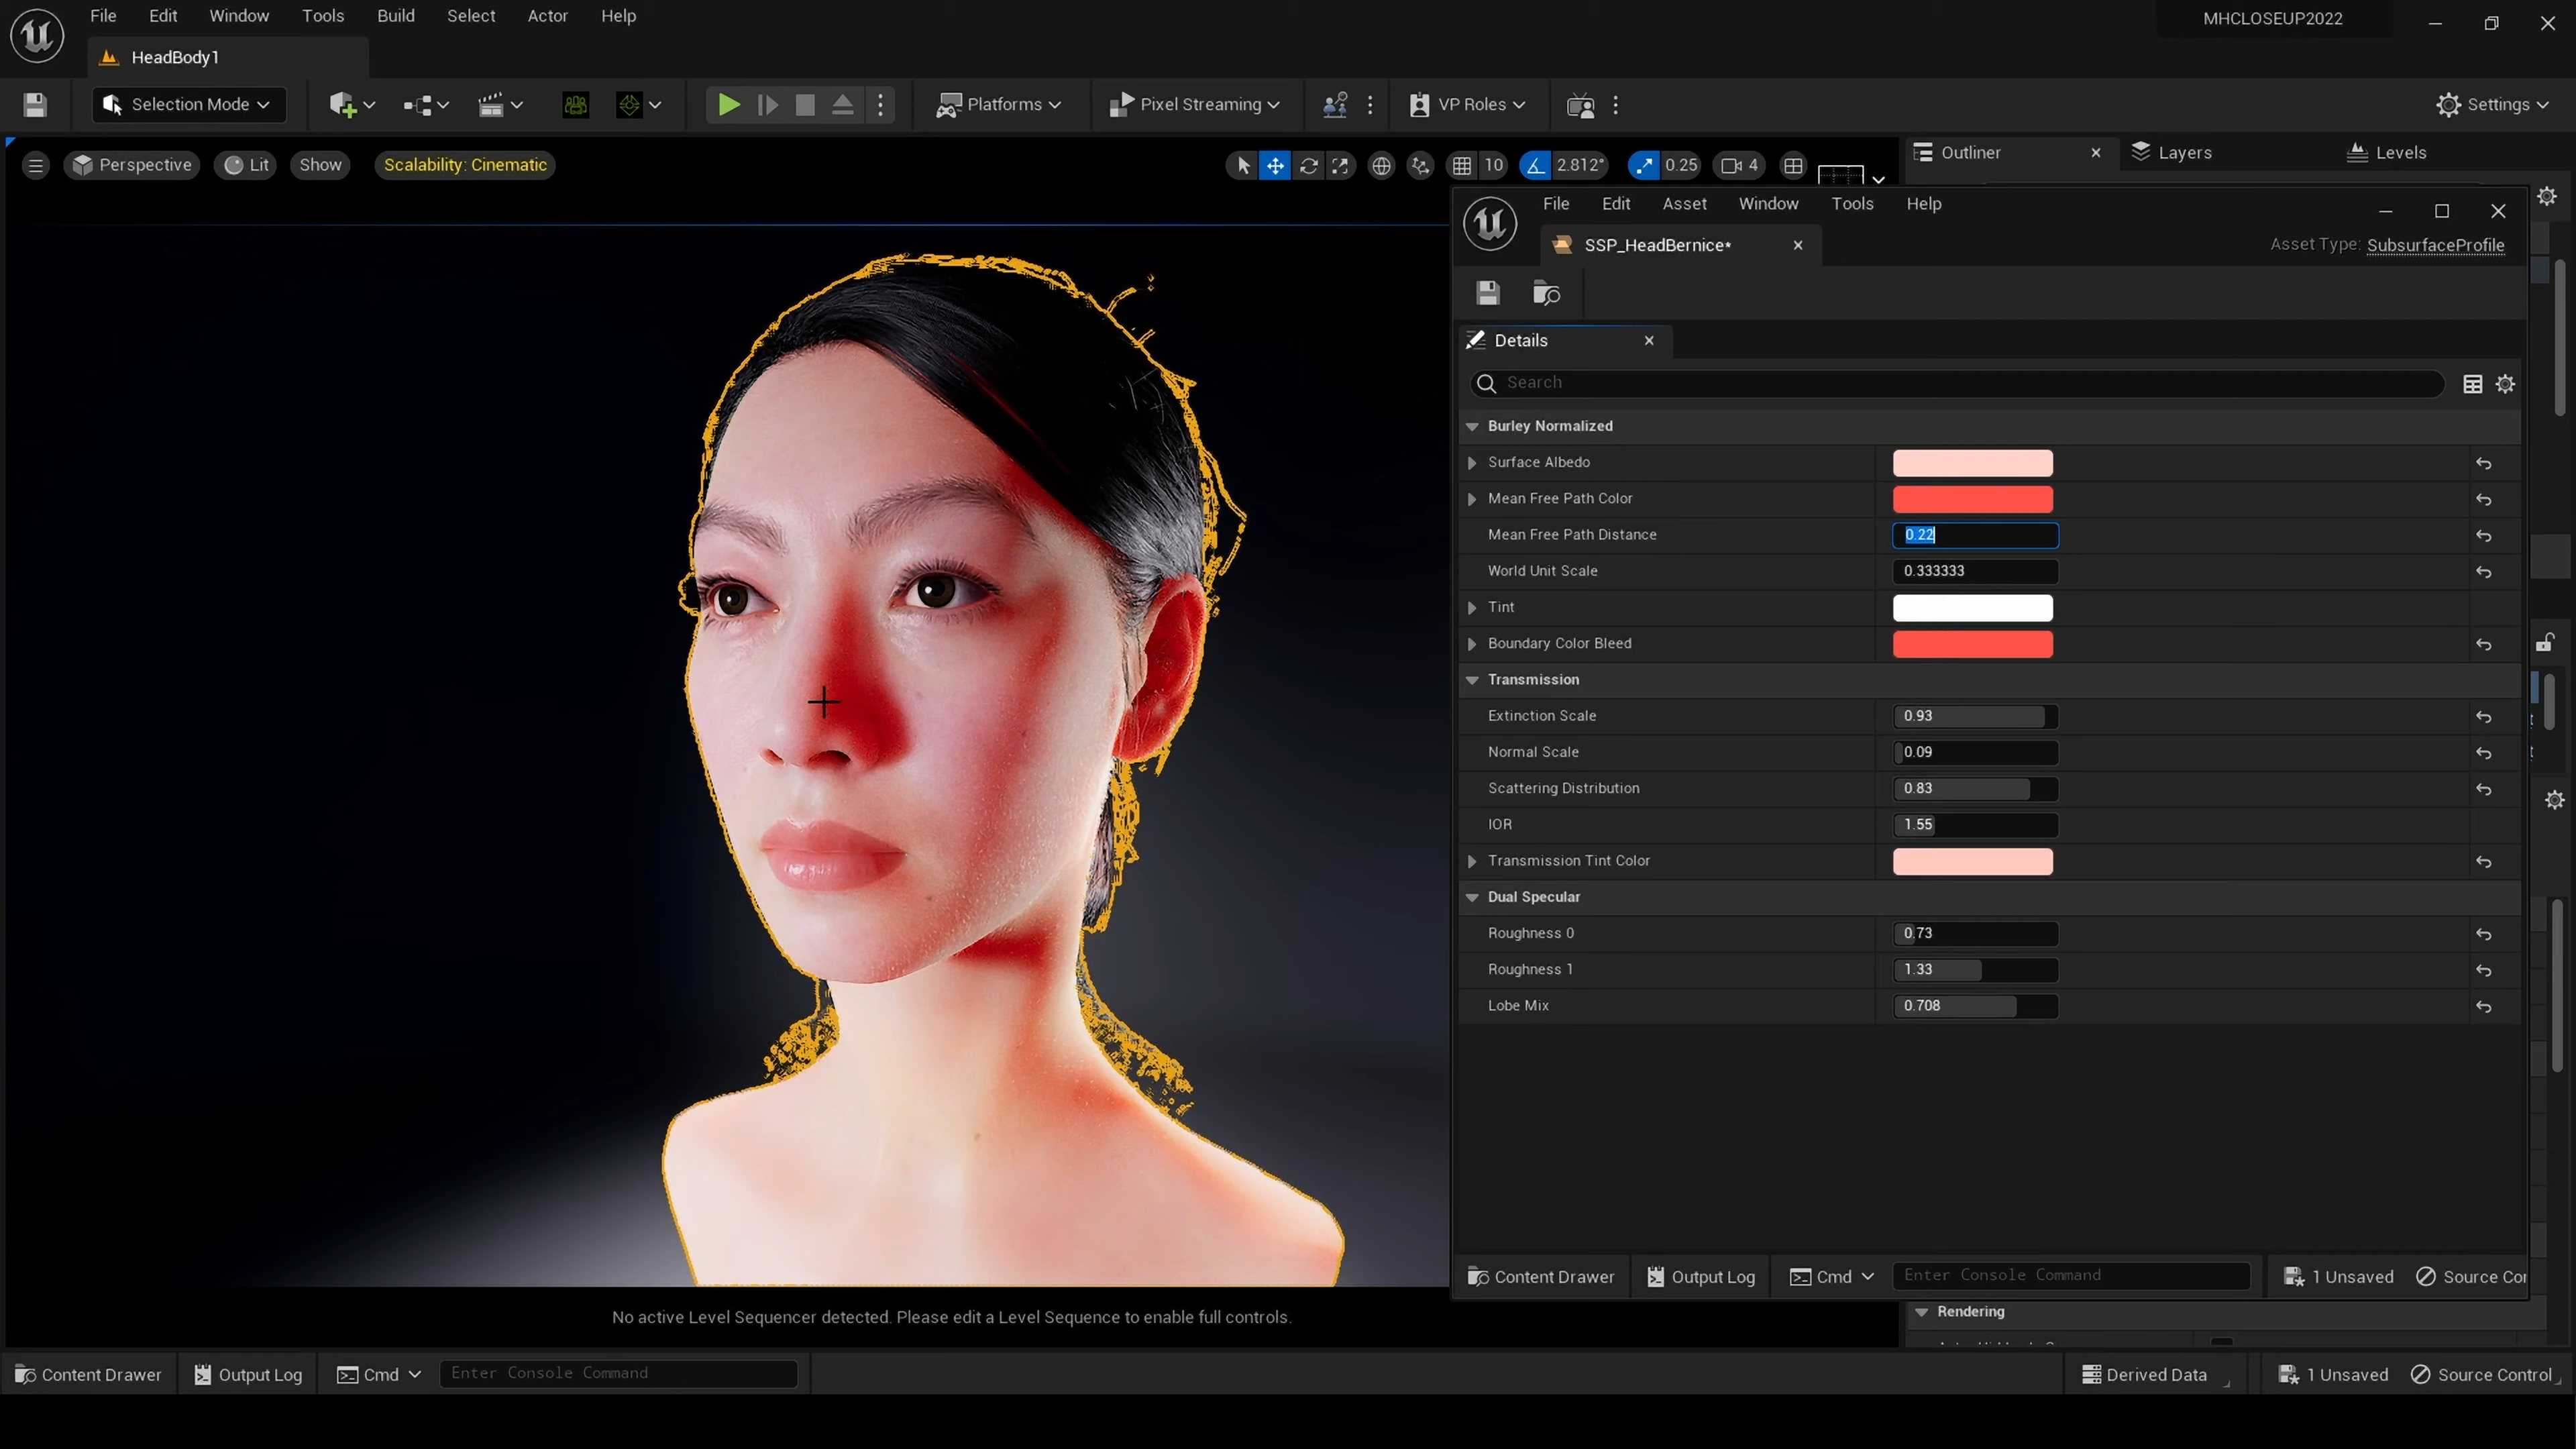 File Edit Window Tools Build Select Actor Help
MHCLOSEUP2022
HeadBody1
Selection Mode
Platforms
Pixel Streaming
VP Roles
Settings
Perspective
Lit
Show
Scalability: Cinematic
10
2.812°
0.25
4
Outliner
Layers
Levels
File Edit Asset Window Tools Help
SSP_HeadBernice*
Asset Type: SubsurfaceProfile
Details
Search
Burley Normalized
Surface Albedo
Mean Free Path Color
Mean Free Path Distance 0.22
World Unit Scale 0.333333
Tint
Boundary Color Bleed
Transmission
Extinction Scale 0.93
Normal Scale 0.09
Scattering Distribution 0.83
IOR 1.55
Transmission Tint Color
Dual Specular
Roughness 0 0.73
Roughness 1 1.33
Lobe Mix 0.708
Content Drawer
Output Log
Cmd
Enter Console Command
1 Unsaved
Source Cor
No active Level Sequencer detected. Please edit a Level Sequence to enable full controls.
Rendering
Content Drawer
Output Log
Cmd
Enter Console Command
Derived Data
1 Unsaved
Source Control